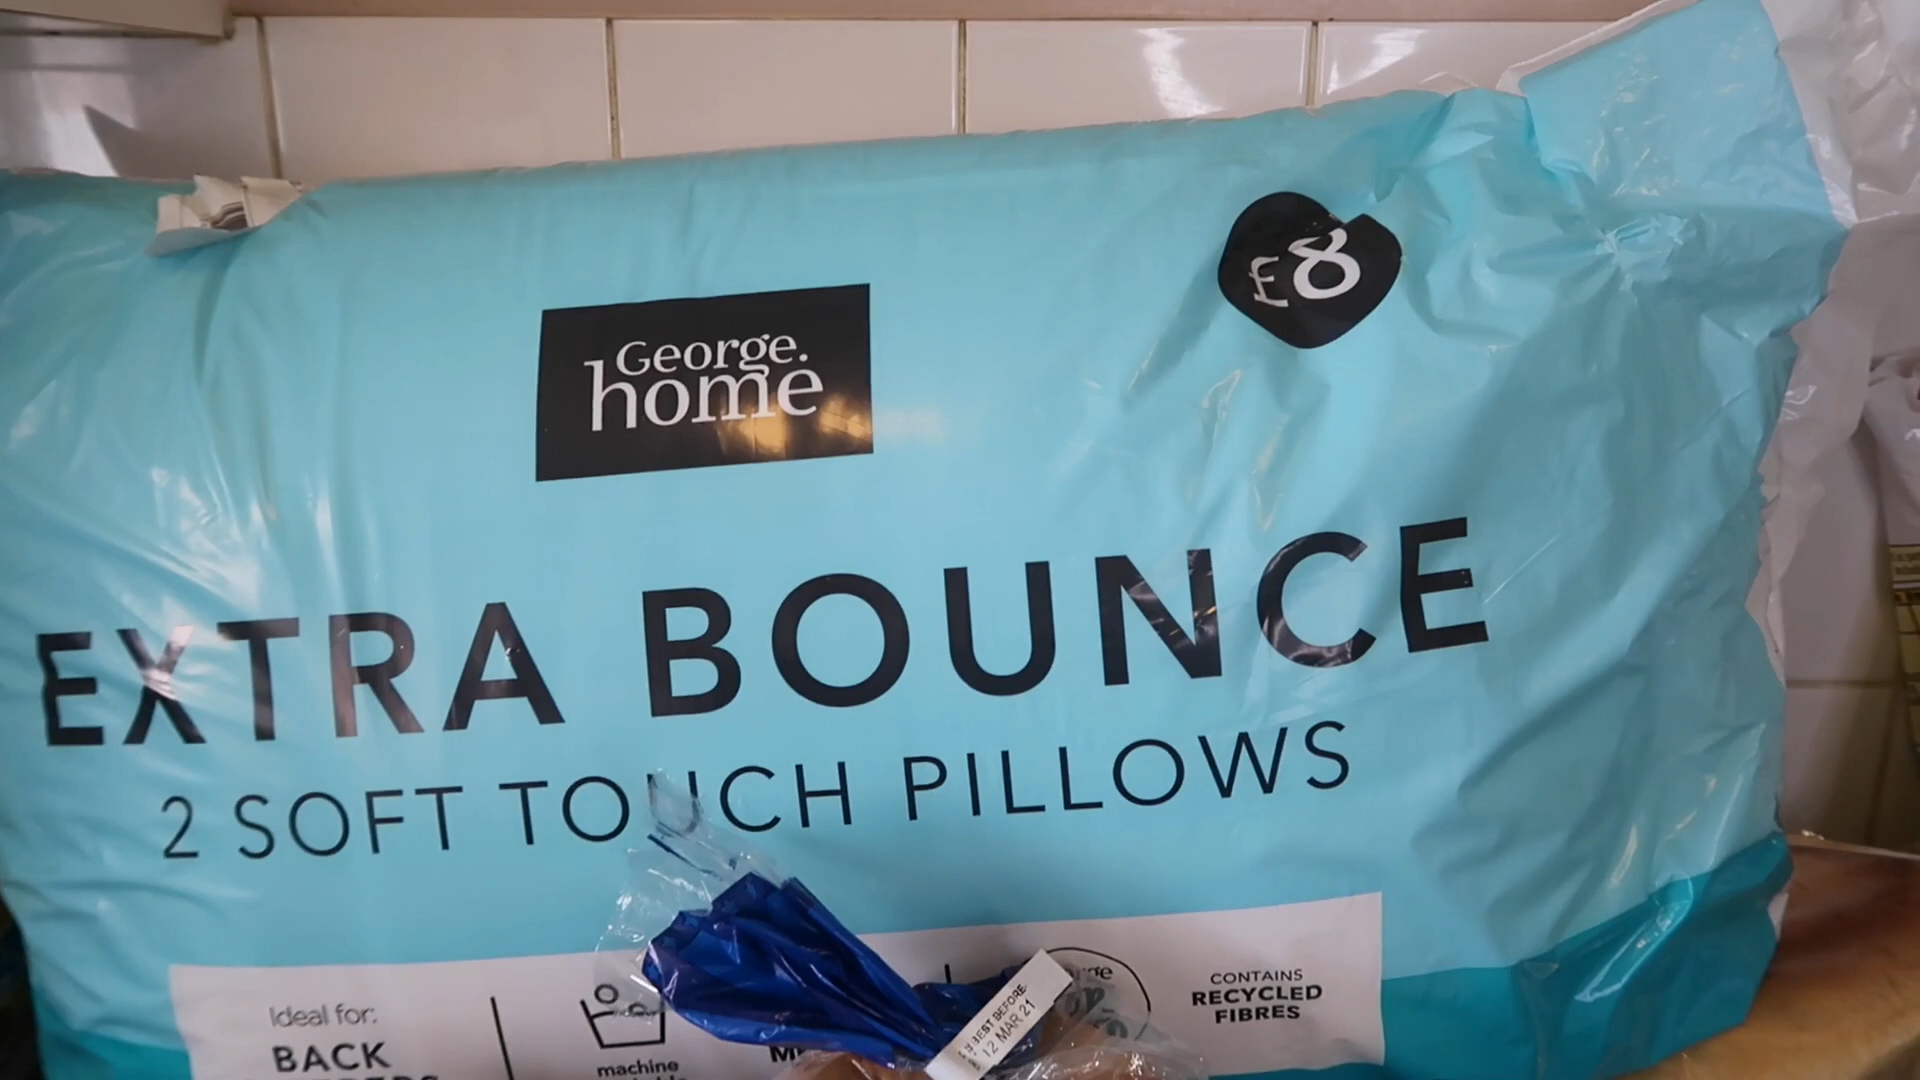 George.
home
£8
EXTRA BOUNCE
2 SOFT TOUCH PILLOWS
Ideal for:
BACK
machine
CONTAINS
RECYCLED
FIBRES
BEST BEFORE
12 MAR 21